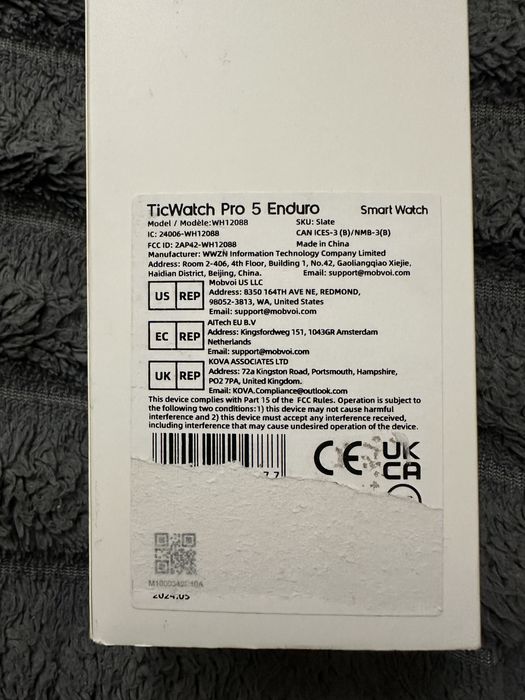 TicWatch Pro 5 Enduro Smart Watch
Model / Modèle:WH12088 SKU: Slate
IC: 24006-WH12088 CAN ICES-3 (B)/NMB-3(B)
FCC ID: 2AP42-WH12088 Made in China
Manufacturer: WWZN Information Technology Company Limited
Address: Room 2-406, 4th Floor, Building 1, No.42, Gaoliangqiao Xiejie,
Haidian District, Beijing, China. Email: support@mobvoi.com
US REP
Mobvoi US LLC
Address: 8350 164TH AVE NE, REDMOND,
98052-3813, WA, United States
Email: support@mobvoi.com
EC REP
AITech EU B.V
Address: Kingsfordweg 151, 1043GR Amsterdam
Netherlands
Email: support@mobvoi.com
UK REP
KOVA ASSOCIATES LTD
Address: 72a Kingston Road, Portsmouth, Hampshire,
PO2 7PA, United Kingdom.
Email: KOVA.Compliance@outlook.com
This device complies with Part 15 of the FCC Rules. Operation is subject to
the following two conditions: 1) this device may not cause harmful
interference and 2) this device must accept any interference received,
including interference that may cause undesired operation of the device.
7 7
CE UK
CA
2024.05